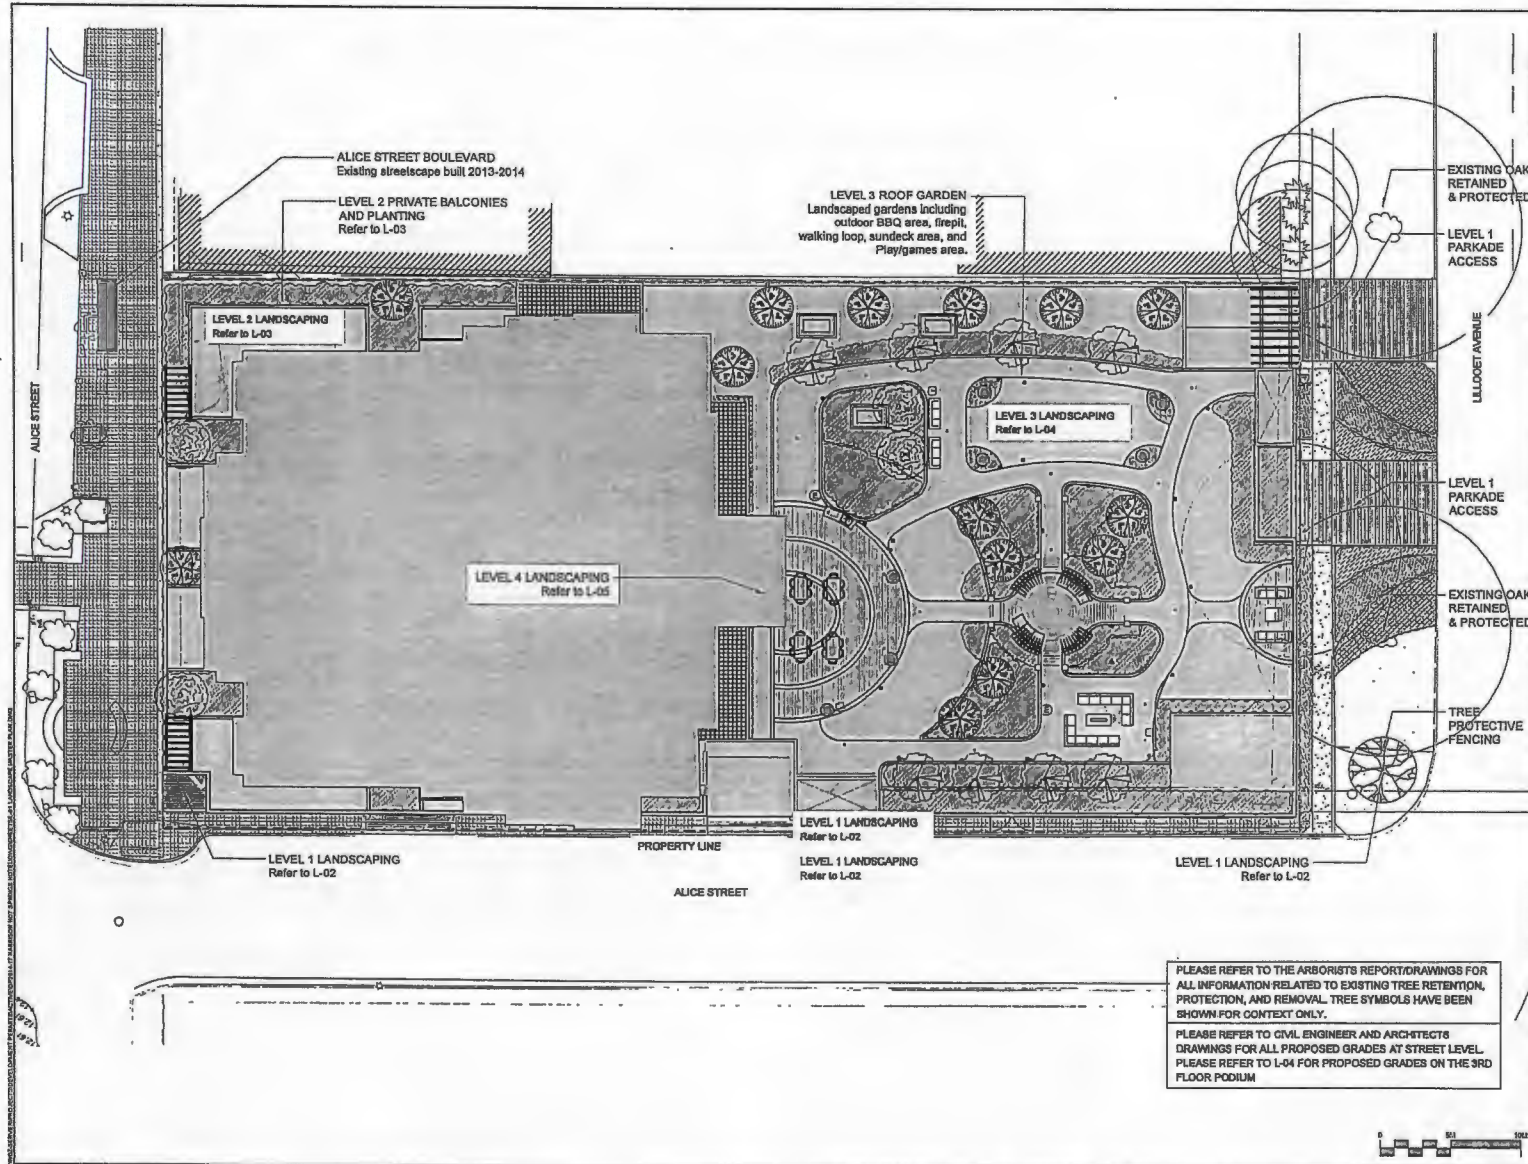 ALICE STREET BOULEVARD
Existing streetscape built 2013-2014
LEVEL 2 PRIVATE BALCONIES
AND PLANTING
Refer to L-03
LEVEL 3 ROOF GARDEN
Landscaped gardens including
outdoor BBQ area, firepit,
walking loop, sundeck area, and
Play/games area.
EXISTING OAK
RETAINED
& PROTECTED
LEVEL 1
PARKADE
ACCESS
LEVEL 2 LANDSCAPING
Refer to L-03
LILLOOET AVENUE
ALICE STREET
LEVEL 3 LANDSCAPING
Refer to L-04
LEVEL 1
PARKADE
ACCESS
LEVEL 4 LANDSCAPING
Refer to L-05
EXISTING OAK
RETAINED
& PROTECTED
TREE
PROTECTIVE
FENCING
LEVEL 1 LANDSCAPING
Refer to L-02
PROPERTY LINE
LEVEL 1 LANDSCAPING
Refer to L-02
LEVEL 1 LANDSCAPING
Refer to L-02
LEVEL 1 LANDSCAPING
Refer to L-02
ALICE STREET
PLEASE REFER TO THE ARBORISTS REPORT/DRAWINGS FOR
ALL INFORMATION RELATED TO EXISTING TREE RETENTION,
PROTECTION, AND REMOVAL. TREE SYMBOLS HAVE BEEN
SHOWN FOR CONTEXT ONLY.
PLEASE REFER TO CIVIL ENGINEER AND ARCHITECTS
DRAWINGS FOR ALL PROPOSED GRADES AT STREET LEVEL.
PLEASE REFER TO L-04 FOR PROPOSED GRADES ON THE 3RD
FLOOR PODIUM
0